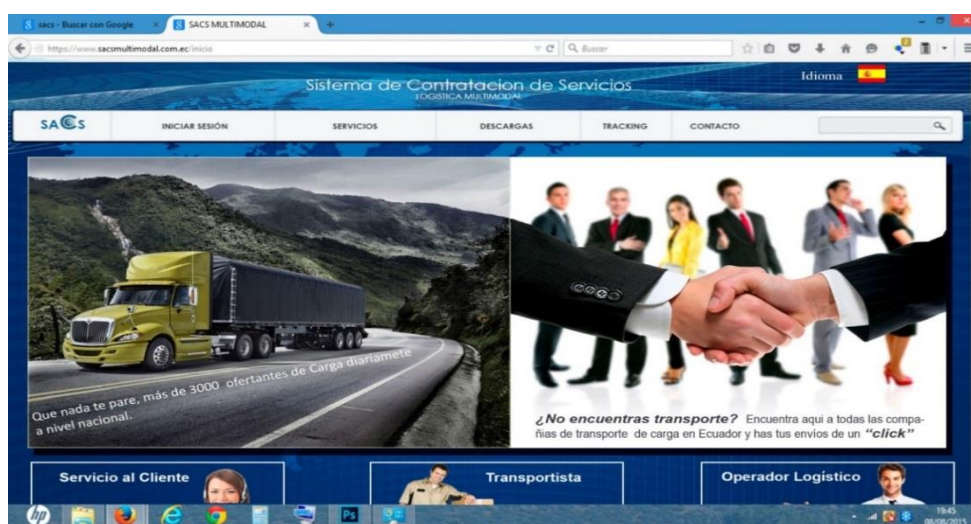 sacs - Buscar con Google
SACS MULTIMODAL
https://www.sacsmultimodal.com.ec/inicio
Buscar
2
Sistema de Contratacion de Servicios
LOGISTICA MULTIMODAL
Idioma
SACS
INICIAR SESIÓN
SERVICIOS
DESCARGAS
TRACKING
CONTACTO
Que nada te pare, más de 3000 ofertantes de Carga diariamete
a nivel nacional.
¿No encuentras transporte? Encuentra aqui a todas las compa-
ñias de transporte de carga en Ecuador y has tus envios de un "click"
Servicio al Cliente
Transportista
Operador Logístico
hp
Ps
19:45
08/08/2015